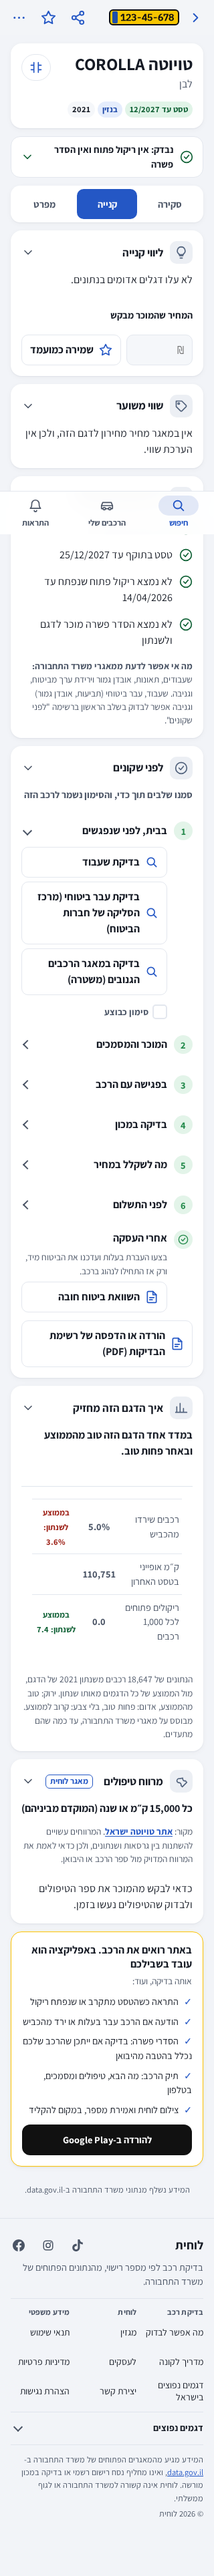 123-45-678
טויוטה COROLLA
לבן
טסט עד 12/27
בנזין
2021
נבדק: אין ריקול פתוח ואין הסדר
פשרה
סקירה
קנייה
מפרט
ליווי קנייה
לא עלו דגלים אדומים בנתונים.
המחיר שהמוכר מבקש
₪
שמירה כמועמד
שווי משוער
אין במאגר מחיר מחירון לדגם הזה, ולכן אין
הערכת שווי.
חיפוש
הרכבים שלי
התראות
טסט בתוקף עד 25/12/2027
לא נמצא ריקול פתוח שנפתח עד
14/04/2026
לא נמצא הסדר פשרה מוכר לדגם
ולשנתון
מה אי אפשר לדעת ממאגרי משרד התחבורה:
שעבודים, תאונות, אובדן גמור וירידת ערך מביטוח,
וגניבה. שעבוד, עבר ביטוחי (תביעות, אובדן גמור)
וגניבה אפשר לבדוק בשלב הראשון ברשימה "לפני
שקונים".
לפני שקונים
סמנו שלבים תוך כדי, והסימון נשמר לרכב הזה
1
בבית, לפני שנפגשים
בדיקת שעבוד
בדיקת עבר ביטוחי (מרכז
הסליקה של חברות
הביטוח)
בדיקה במאגר הרכבים
הגנובים (משטרה)
סימון כבוצע
2
המוכר והמסמכים
3
בפגישה עם הרכב
4
בדיקה במכון
5
מה לשקלל במחיר
6
לפני התשלום
אחרי העסקה
בצעו העברת בעלות ועדכנו את הביטוח מיד,
ורק אז התחילו לנהוג ברכב.
השוואת ביטוח חובה
הורדה או הדפסה של רשימת
הבדיקות (PDF)
איך הדגם הזה מחזיק
במדד אחד הדגם הזה טוב מהממוצע
ובאחר פחות טוב.
רכבים שירדו
מהכביש
5.0%
בממוצע
לשנתון:
3.6%
ק״מ אופייני
בטסט האחרון
110,751
ריקולים פתוחים
לכל 1,000
רכבים
0.0
בממוצע
לשנתון: 7.4
הנתונים של 18,647 רכבים משנתון 2021 של הדגם,
מול הממוצע של כל הדגמים מאותו שנתון. ירוק: טוב
מהממוצע, אדום: פחות טוב, בלי צבע: קרוב לממוצע.
מבוסס על מאגרי משרד התחבורה, עד כמה שהם
מתעדים.
מרווח טיפולים
מאגר לוחית
כל 15,000 ק״מ או שנה (המוקדם מביניהם)
מקור: אתר טויוטה ישראל. המרווחים עשויים
להשתנות בין גרסאות ושנתונים, ולכן כדאי לאמת את
המרווח המדויק מול ספר הרכב או היבואן.
כדאי לבקש מהמוכר את ספר הטיפולים
ולבדוק שהטיפולים נעשו בזמן.
באתר רואים את הרכב. באפליקציה הוא
עובד בשבילכם
אותה בדיקה, ועוד:
✓ התראה כשהטסט מתקרב או שנפתח ריקול
✓ הודעה אם הרכב עבר בעלות או ירד מהכביש
✓ הסדרי פשרה: בדיקה אם ייתכן שהרכב שלכם
נכלל בהטבה מהיבואן
✓ תיק הרכב: מה הבא, טיפולים ומסמכים,
בטלפון
✓ צילום לוחית ואמירת מספר, במקום להקליד
להורדה ב-Google Play
המידע נשלף מנתוני משרד התחבורה ב-data.gov.il.
לוחית
בדיקת רכב לפי מספר רישוי, מהנתונים הפתוחים של
משרד התחבורה.
בדיקת רכב
לוחית
מידע משפטי
מה אפשר לבדוק
מגזין
תנאי שימוש
מדריך לקונה
לעסקים
מדיניות פרטיות
דגמים נפוצים
בישראל
יצירת קשר
הצהרת נגישות
דגמים נפוצים
המידע מגיע מהמאגרים הפתוחים של משרד התחבורה ב-
data.gov.il, ואינו מחליף נסח רישום רשמי או בדיקה במכון
מורשה. לוחית אינה קשורה למשרד התחבורה או לגוף
ממשלתי.
© 2026 לוחית